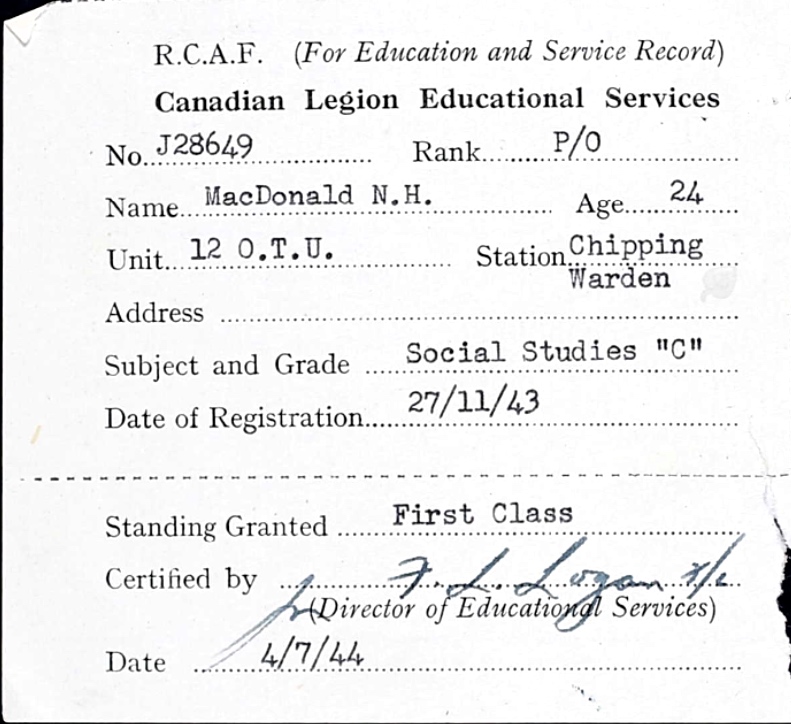 R.C.A.F. (For Education and Service Record)
Canadian Legion Educational Services
No. J28649 Rank P/O
Name MacDonald N.H. Age 24
Unit 12 O.T.U. Station Chipping
Warden
Address
Subject and Grade Social Studies "C"
Date of Registration 27/11/43
Standing Granted First Class
Certified by F. L. Logan
(Director of Educational Services)
Date 4/7/44